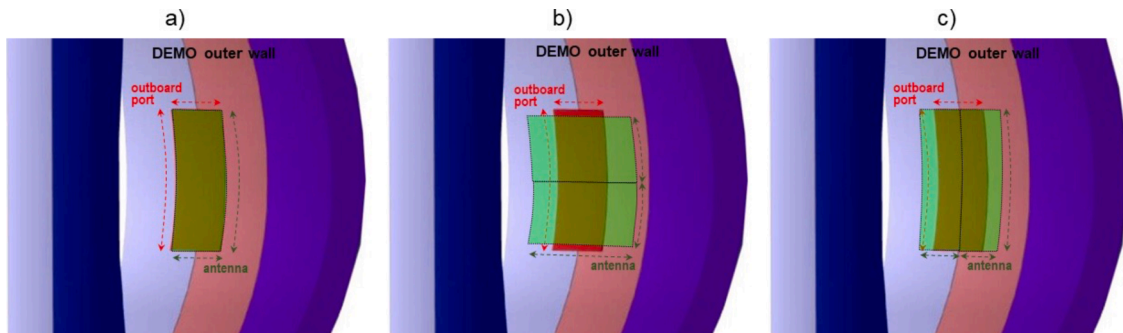 a)
DEMO outer wall
outboard
port
antenna
b)
DEMO outer wall
outboard
port
antenna
c)
DEMO outer wall
outboard
port
antenna